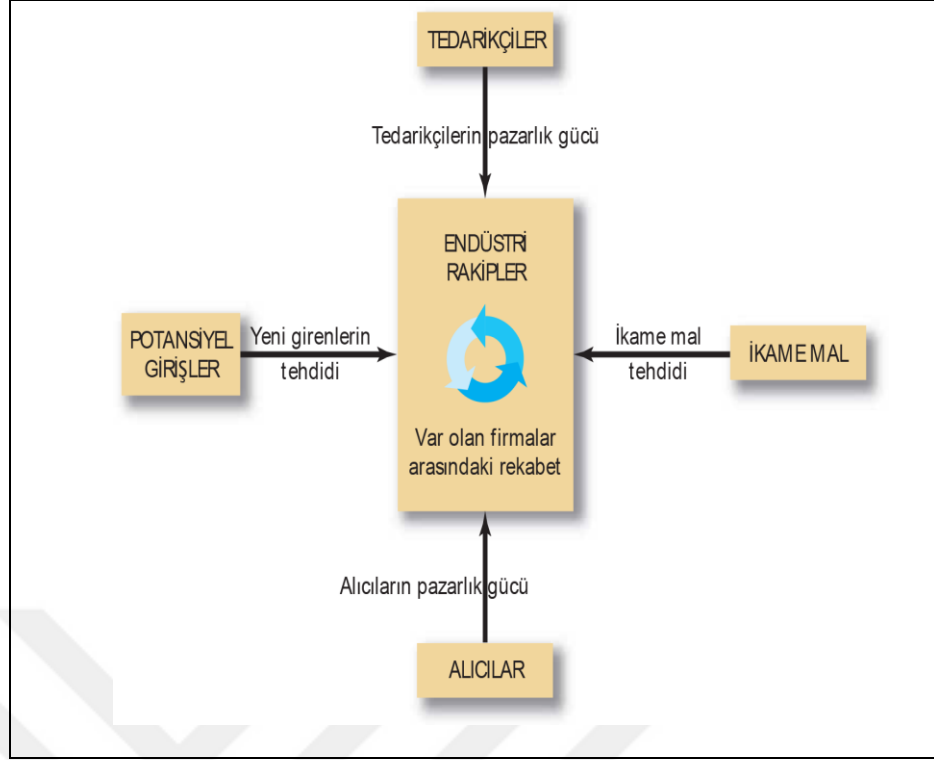 TEDARİKÇİLER
Tedarikçilerin pazarlık gücü
ENDÜSTRİ
RAKİPLER
POTANSİYEL
GİRİŞLER
Yeni girenlerin
tehdidi
İkame mal
tehdidi
İKAME MAL
Var olan firmalar
arasındaki rekabet
Alıcıların pazarlık gücü
ALICILAR